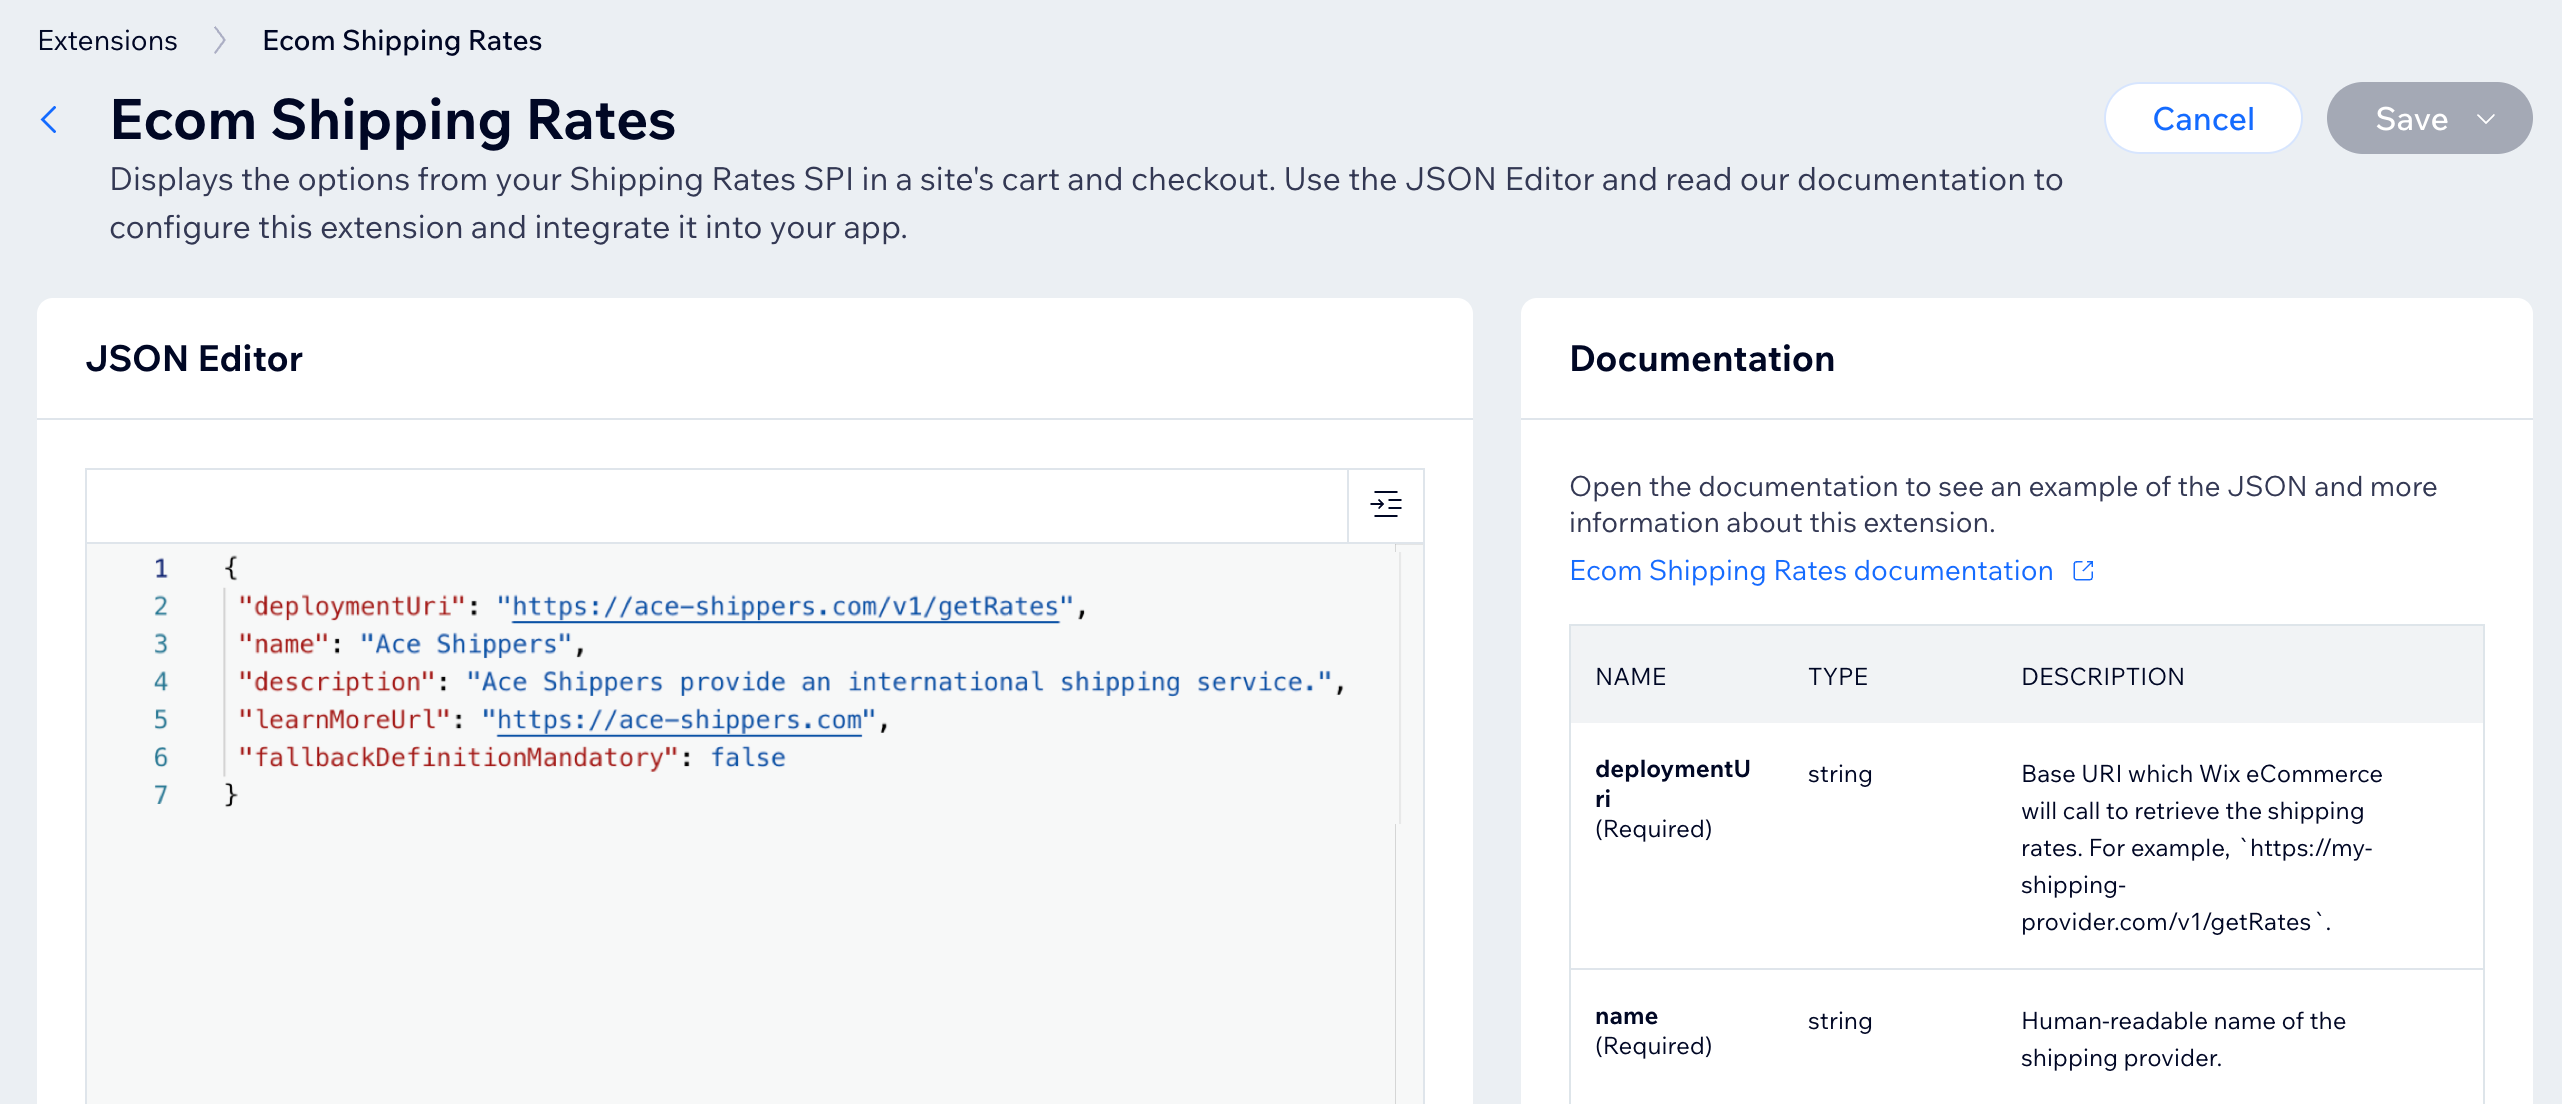 Extensions > Ecom Shipping Rates
Ecom Shipping Rates
Cancel
Save
Displays the options from your Shipping Rates SPI in a site's cart and checkout. Use the JSON Editor and read our documentation to
configure this extension and integrate it into your app.
JSON Editor
1 {
2 "deploymentUri": "https://ace-shippers.com/v1/getRates",
3 "name": "Ace Shippers",
4 "description": "Ace Shippers provide an international shipping service.",
5 "learnMoreUrl": "https://ace-shippers.com",
6 "fallbackDefinitionMandatory": false
7 }
Documentation
Open the documentation to see an example of the JSON and more
information about this extension.
Ecom Shipping Rates documentation
NAME TYPE DESCRIPTION
deploymentU
ri
(Required)
string
Base URI which Wix eCommerce
will call to retrieve the shipping
rates. For example, `https://my-
shipping-
provider.com/v1/getRates`.
name
(Required)
string
Human-readable name of the
shipping provider.